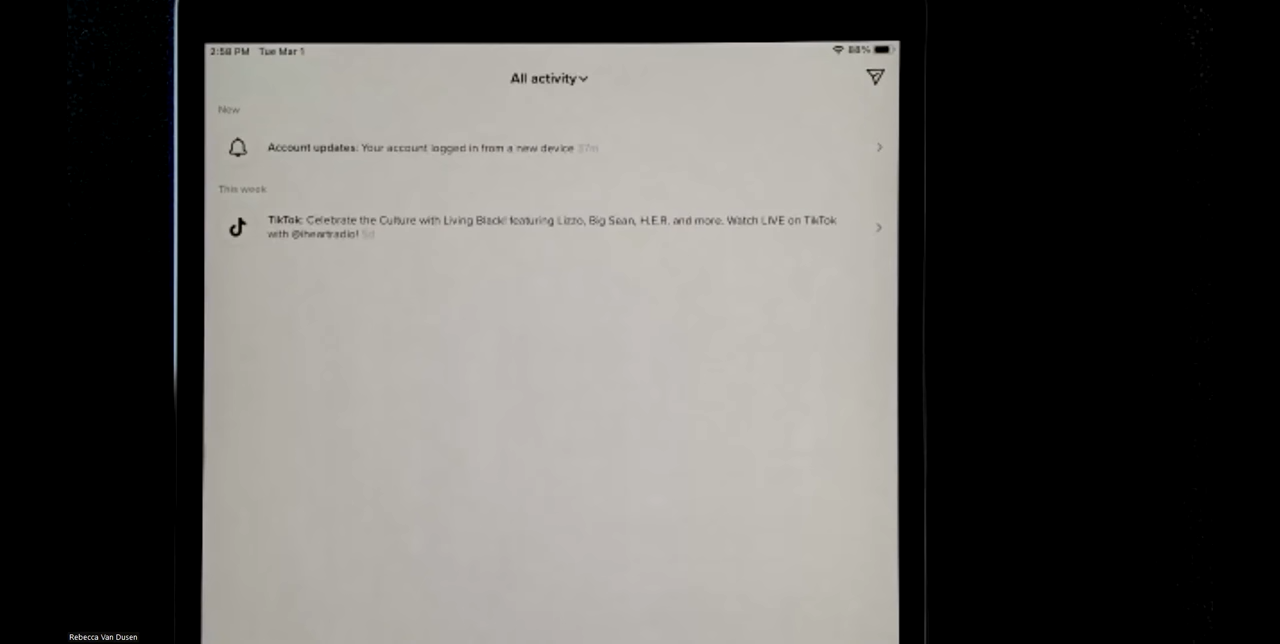 2:58 PM Tue Mar 1
88%
All activity
New
Account updates: Your account logged in from a new device 37m
This week
TikTok: Celebrate the Culture with Living Black! featuring Lizzo, Big Sean, H.E.R. and more. Watch LIVE on TikTok
with @iheartradio! 5d
Rebecca Van Dusen